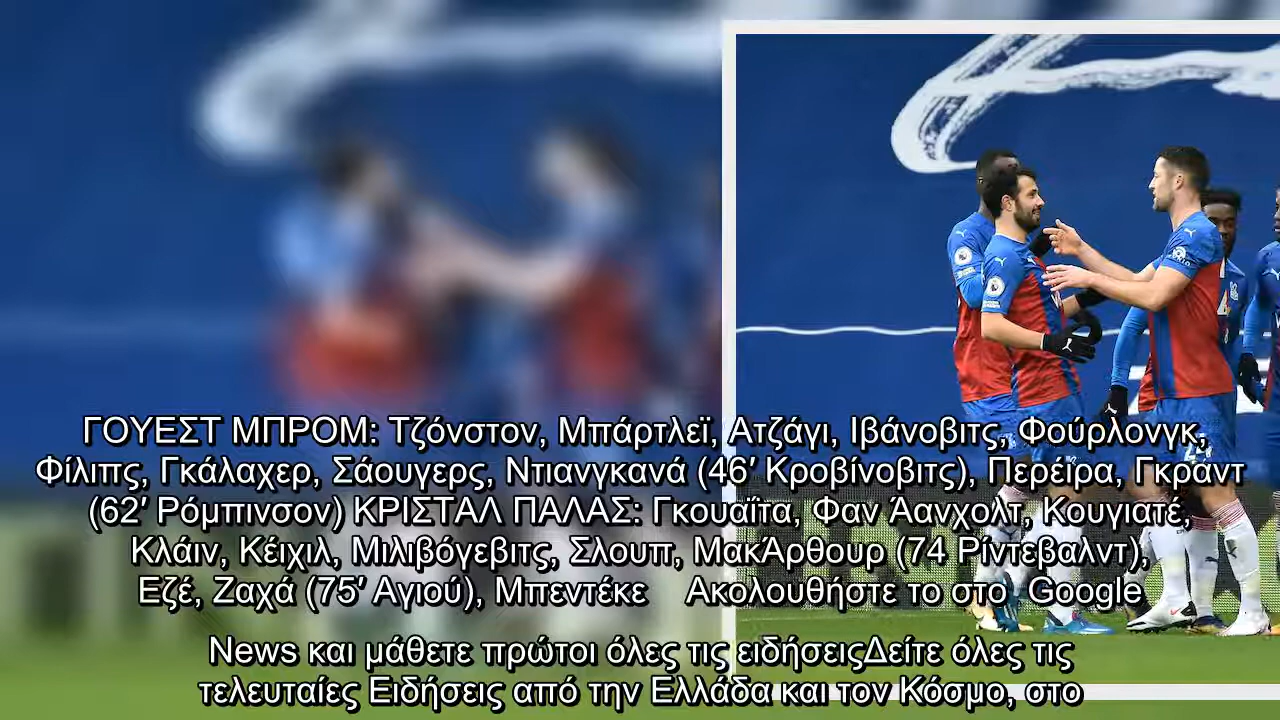 ΓΟΥΕΣΤ ΜΠΡΟΜ: Τζόνστον, Μπάρτλεϊ, Ατζάγι, Ιβάνοβιτς, Φούρλονγκ,
Φίλιπς, Γκάλαχερ, Σάουγερς, Ντιανγκανά (46′ Κροβίνοβιτς), Περέιρα, Γκραντ
(62′ Ρόμπινσον) ΚΡΙΣΤΑΛ ΠΑΛΑΣ: Γκουαΐτα, Φαν Άανχολτ, Κουγιατέ,
Κλάιν, Κέιχιλ, Μιλιβόγεβιτς, Σλουπ, ΜακΆρθουρ (74 Ρίντεβαλντ),
Εζέ, Ζαχά (75′ Αγιού), Μπεντέκε Ακολουθήστε το στο Google
News και μάθετε πρώτοι όλες τις ειδήσειςΔείτε όλες τις
τελευταίες Ειδήσεις από την Ελλάδα και τον Κόσμο, στο